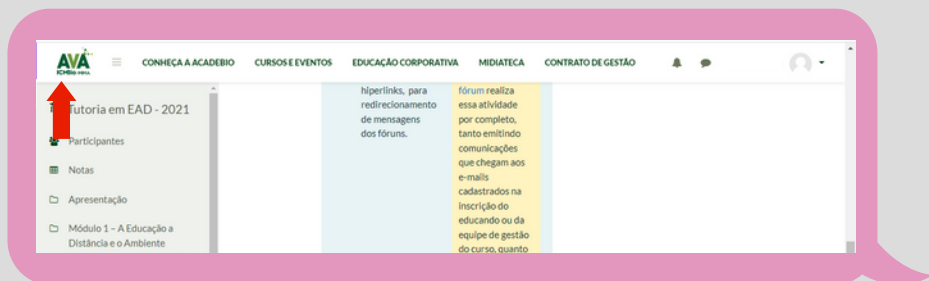 AVÁ
ICMBio
CONHEÇA A ACADEBIO
CURSOS E EVENTOS
EDUCAÇÃO CORPORATIVA
MIDIATECA
CONTRATO DE GESTÃO
Tutoria em EAD - 2021
Participantes
Notas
Apresentação
Módulo 1 – A Educação a
Distância e o Ambiente
hiperlinks, para
redirecionamento
de mensagens
dos fóruns.
fórum realiza
essa atividade
por completo,
tanto emitindo
comunicações
que chegam aos
e-mails
cadastrados na
inscrição do
educando ou da
equipe de gestão
do curso, quanto